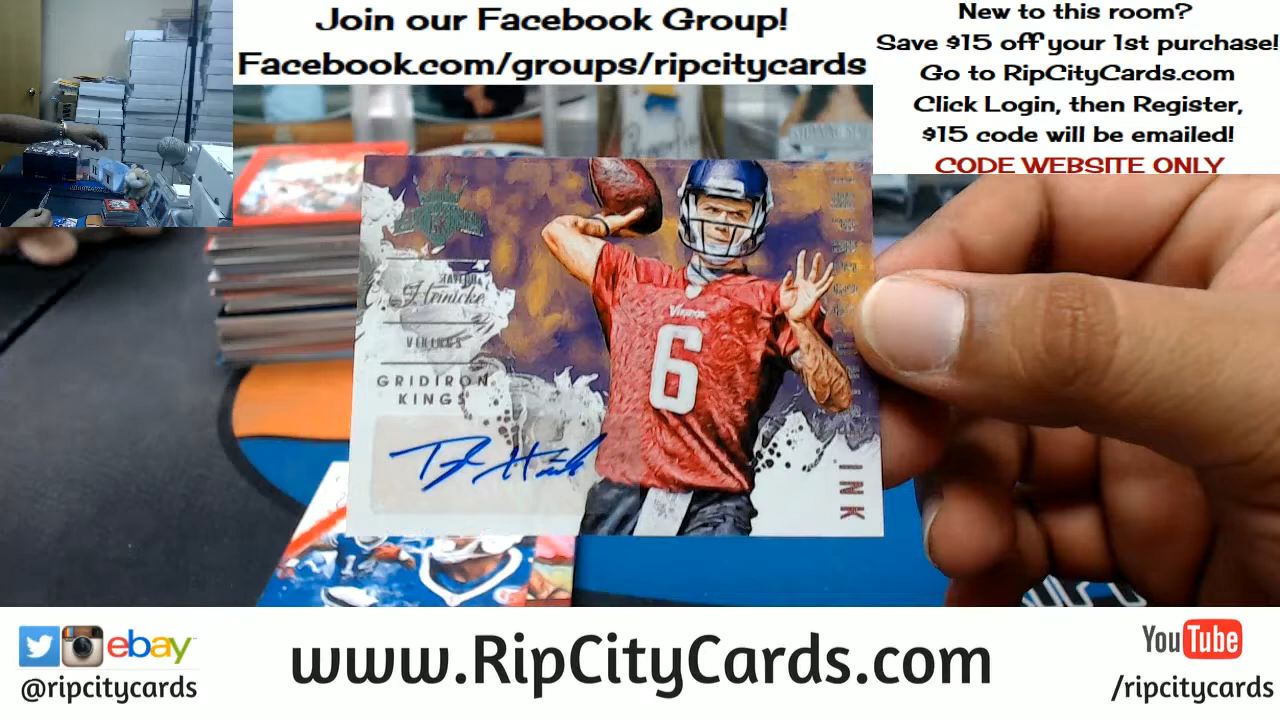 Join our Facebook Group!
Facebook.com/groups/ripcitycards
New to this room?
Save $15 off your 1st purchase!
Go to RipCityCards.com
Click Login, then Register,
$15 code will be emailed!
CODE WEBSITE ONLY
Heinicke
VIKINGS
GRIDIRON
KINGS
Vikings
6
INK
@ripcitycards
ebay
www.RipCityCards.com
YouTube
/ripcitycards